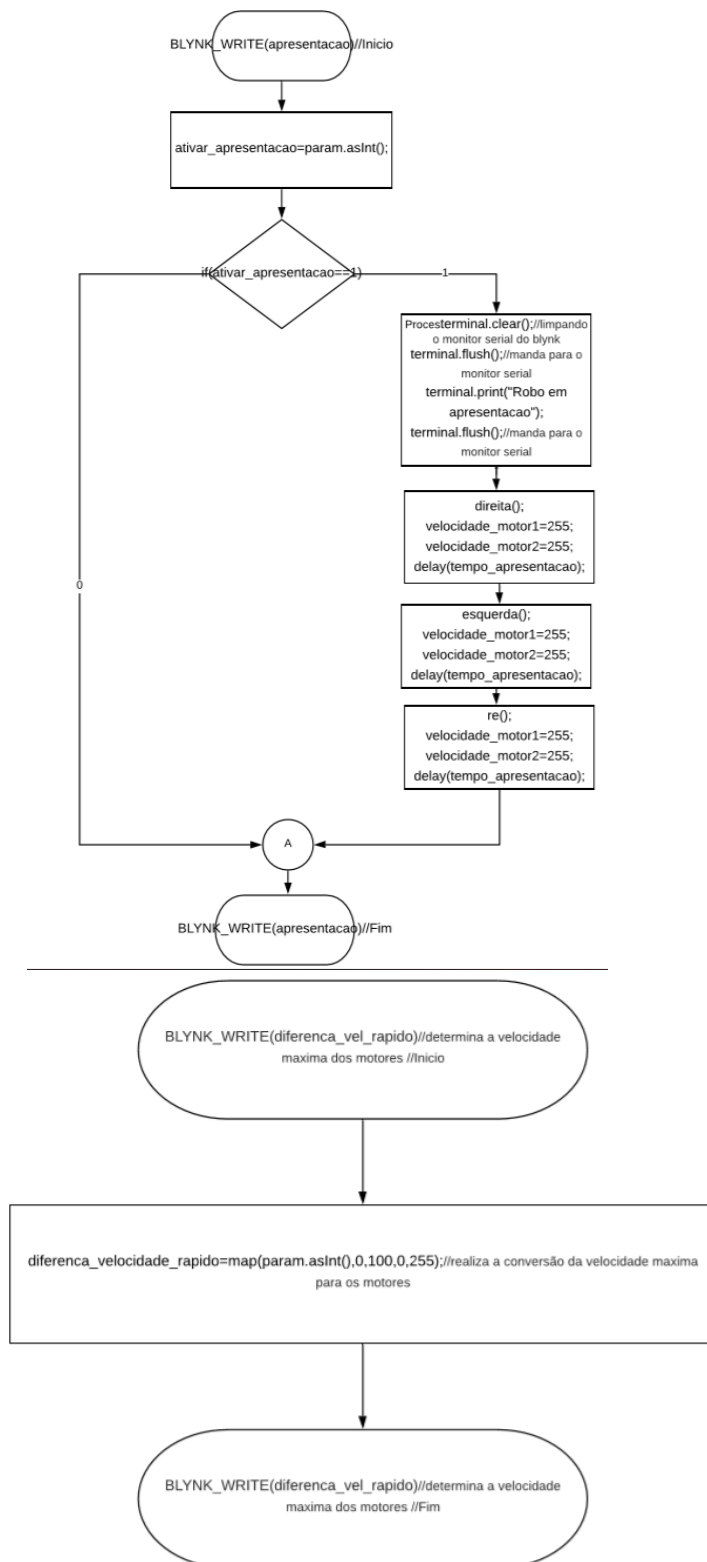 BLYNK_WRITE(apresentacao)//Inicio
ativar_apresentacao=param.asInt();
if(ativar_apresentacao==1)
1
Procesterminal.clear();//limpando
o monitor serial do blynk
terminal.flush();//manda para o
monitor serial
terminal.print("Robo em
apresentacao");
terminal.flush();//manda para o
monitor serial
direita();
velocidade_motor1=255;
velocidade_motor2=255;
delay(tempo_apresentacao);
0
esquerda();
velocidade_motor1=255;
velocidade_motor2=255;
delay(tempo_apresentacao);
re();
velocidade_motor1=255;
velocidade_motor2=255;
delay(tempo_apresentacao);
A
BLYNK_WRITE(apresentacao)//Fim
BLYNK_WRITE(diferenca_vel_rapido)//determina a velocidade
maxima dos motores //Inicio
diferenca_velocidade_rapido=map(param.asInt(),0,100,0,255);//realiza a conversão da velocidade maxima
para os motores
BLYNK_WRITE(diferenca_vel_rapido)//determina a velocidade
maxima dos motores //Fim